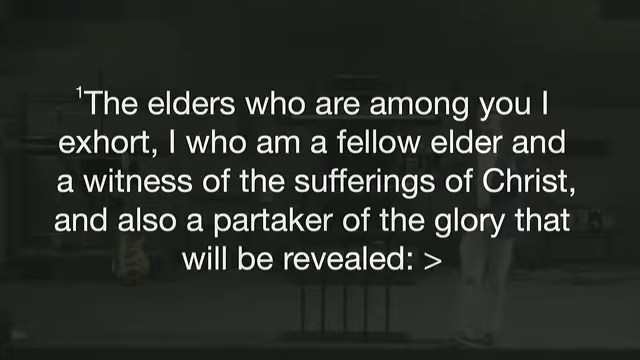 ¹The elders who are among you I
exhort, I who am a fellow elder and
a witness of the sufferings of Christ,
and also a partaker of the glory that
will be revealed: >